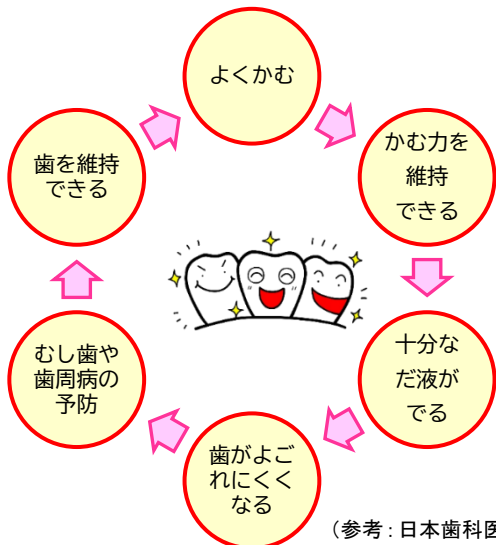 よくかむ
かむ力を
維持
できる
十分な
だ液が
でる
歯がよご
れにくく
なる
むし歯や
歯周病の
予防
歯を維持
できる
（参考：日本歯科医